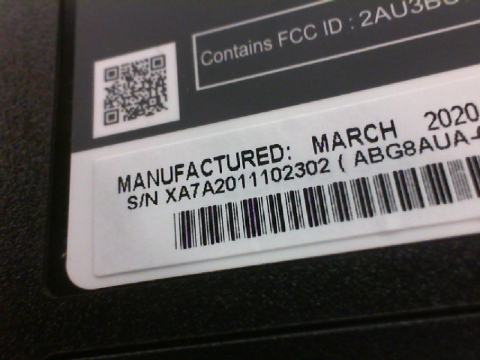 Contains FCC ID : 2AU3B
MANUFACTURED: MARCH 2020
S/N XA7A2011102302 ( ABG8AUA-